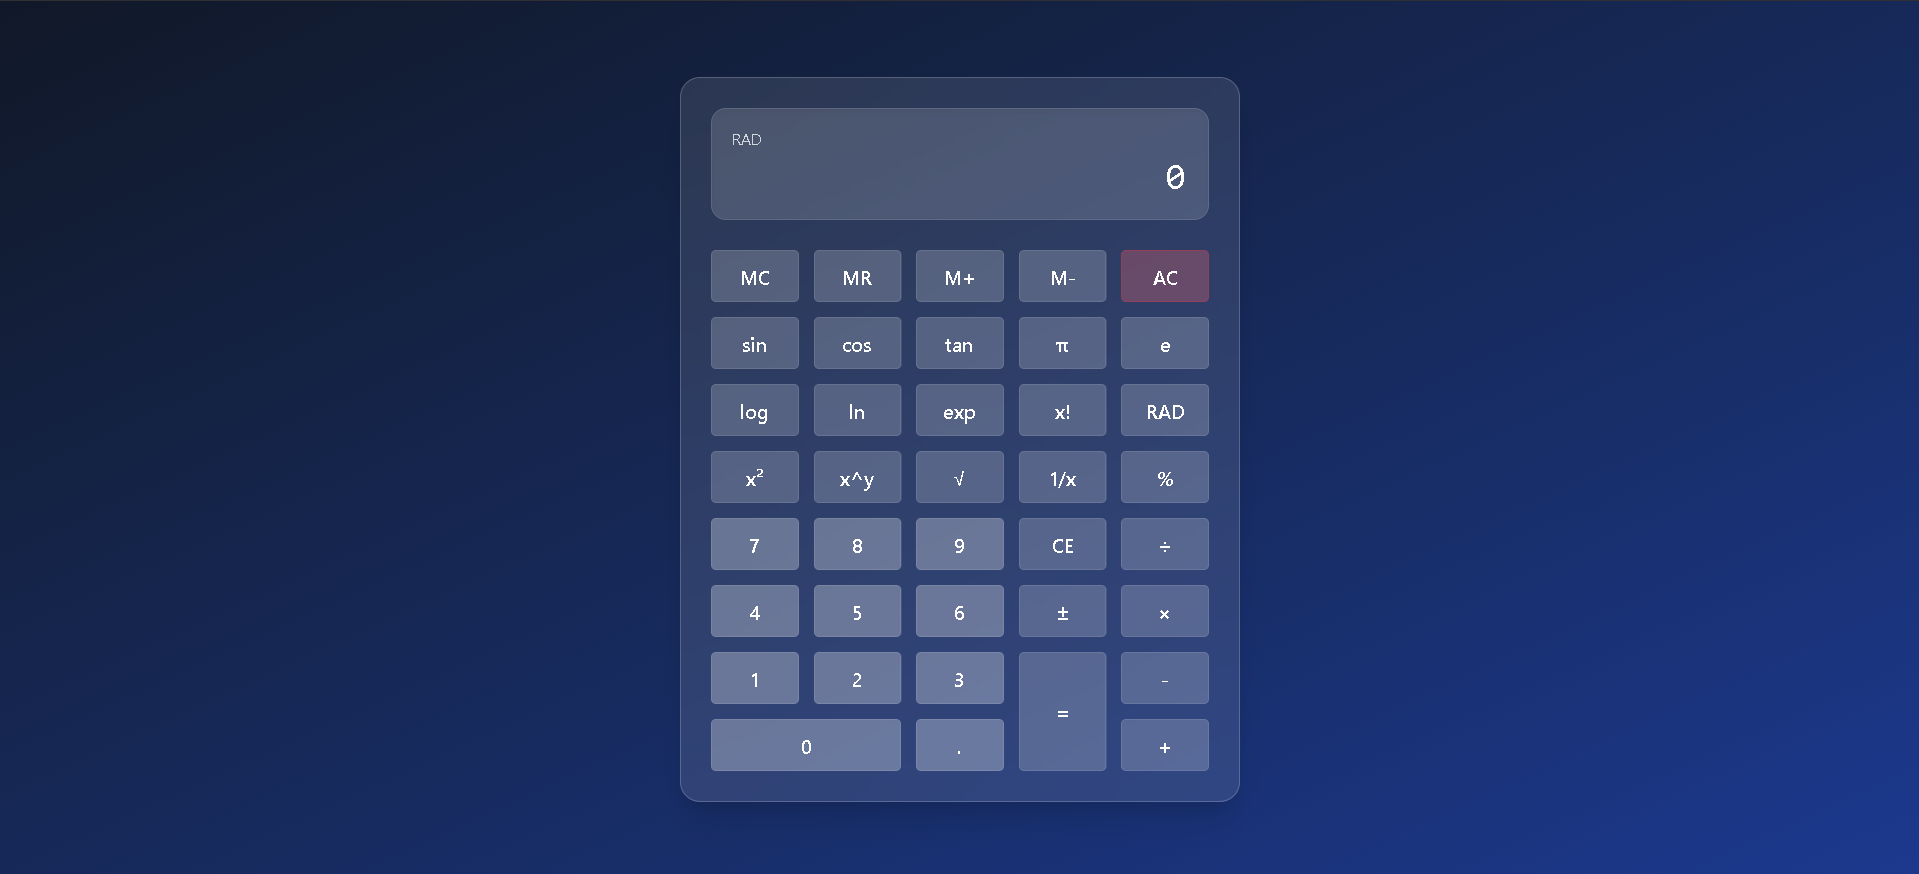 RAD
0
MC MR M+ M- AC
sin cos tan π e
log ln exp x! RAD
x² x^y √ 1/x %
7 8 9 CE ÷
4 5 6 ± ×
1 2 3 -
=
0 . +